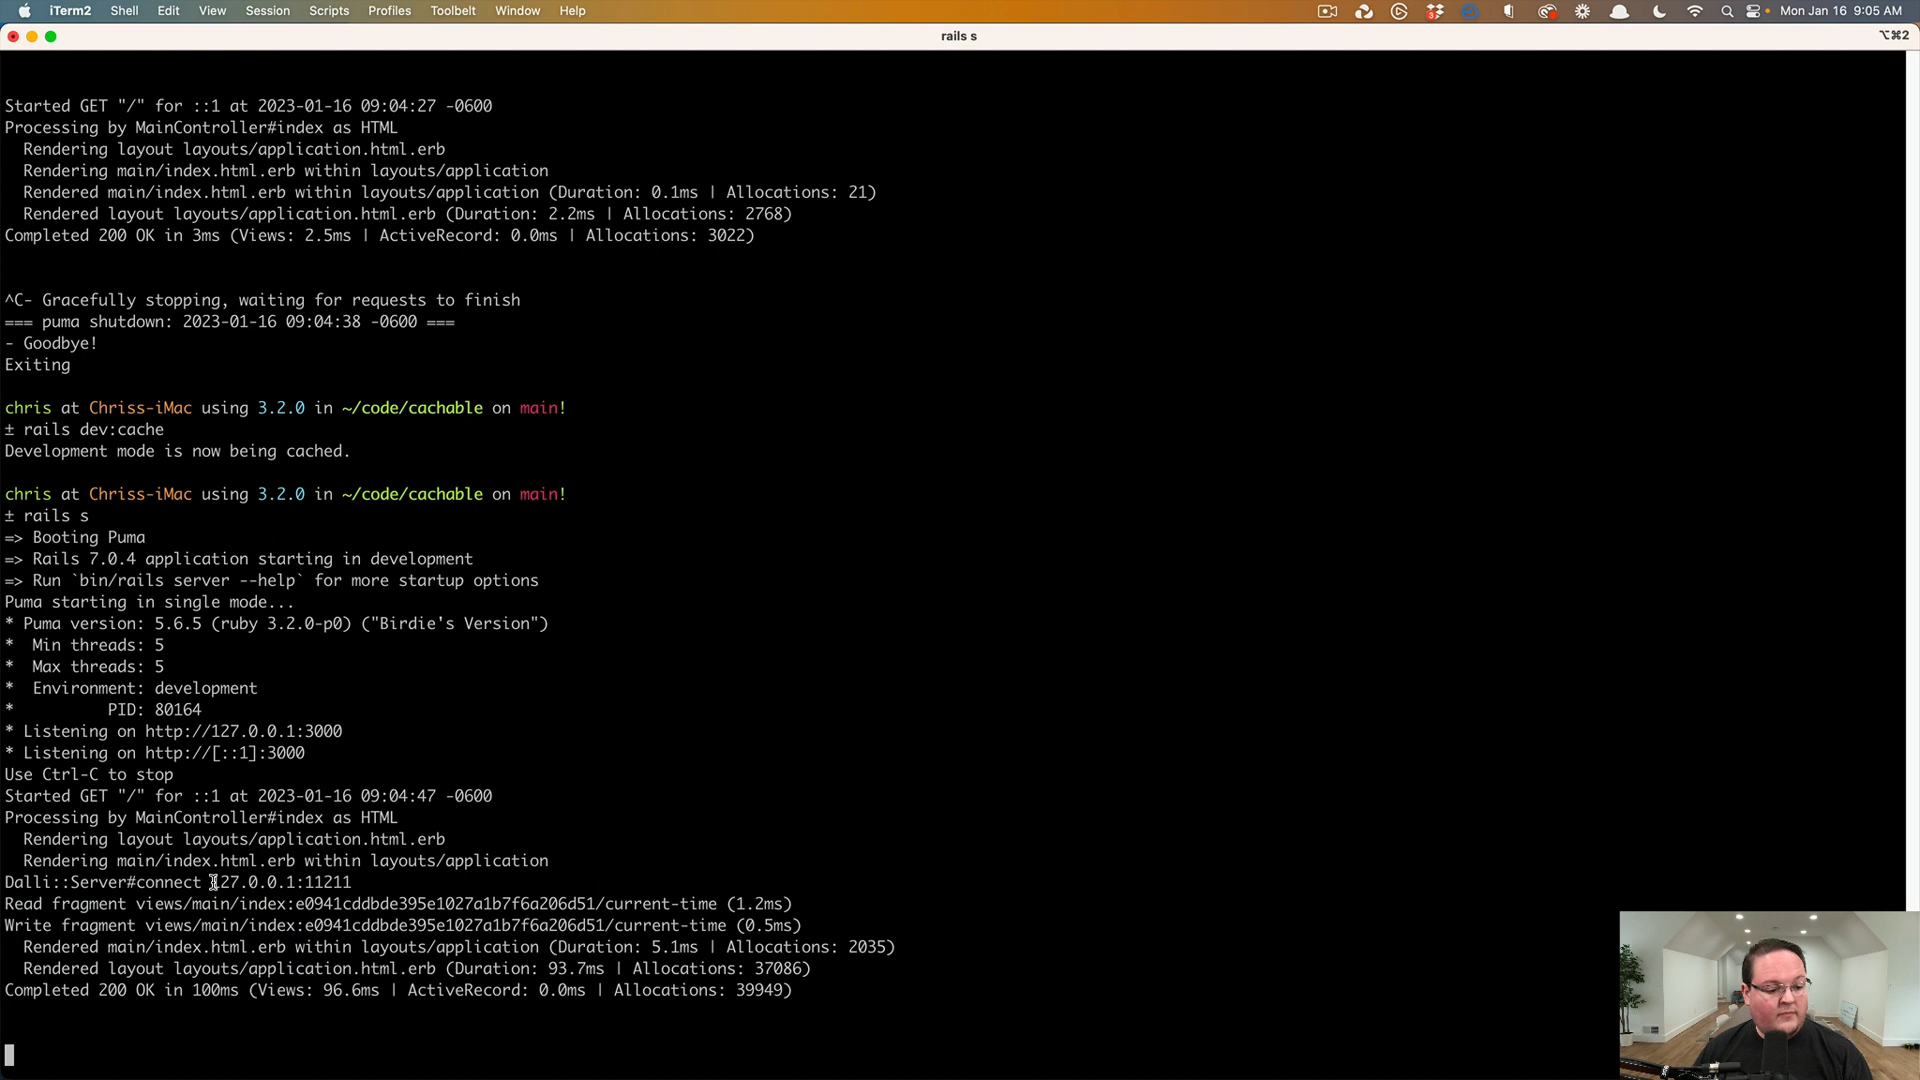 iTerm2 Shell Edit View Session Scripts Profiles Toolbelt Window Help Mon Jan 16 9:05 AM
rails s ⌥⌘2
Started GET "/" for ::1 at 2023-01-16 09:04:27 -0600
Processing by MainController#index as HTML
  Rendering layout layouts/application.html.erb
  Rendering main/index.html.erb within layouts/application
  Rendered main/index.html.erb within layouts/application (Duration: 0.1ms | Allocations: 21)
  Rendered layout layouts/application.html.erb (Duration: 2.2ms | Allocations: 2768)
Completed 200 OK in 3ms (Views: 2.5ms | ActiveRecord: 0.0ms | Allocations: 3022)
^C- Gracefully stopping, waiting for requests to finish
=== puma shutdown: 2023-01-16 09:04:38 -0600 ===
- Goodbye!
Exiting
chris at Chriss-iMac using 3.2.0 in ~/code/cachable on main!
± rails dev:cache
Development mode is now being cached.
chris at Chriss-iMac using 3.2.0 in ~/code/cachable on main!
± rails s
=> Booting Puma
=> Rails 7.0.4 application starting in development
=> Run `bin/rails server --help` for more startup options
Puma starting in single mode...
* Puma version: 5.6.5 (ruby 3.2.0-p0) ("Birdie's Version")
*  Min threads: 5
*  Max threads: 5
*  Environment: development
*          PID: 80164
* Listening on http://127.0.0.1:3000
* Listening on http://[::1]:3000
Use Ctrl-C to stop
Started GET "/" for ::1 at 2023-01-16 09:04:47 -0600
Processing by MainController#index as HTML
  Rendering layout layouts/application.html.erb
  Rendering main/index.html.erb within layouts/application
Dalli::Server#connect 127.0.0.1:11211
Read fragment views/main/index:e0941cddbde395e1027a1b7f6a206d51/current-time (1.2ms)
Write fragment views/main/index:e0941cddbde395e1027a1b7f6a206d51/current-time (0.5ms)
  Rendered main/index.html.erb within layouts/application (Duration: 5.1ms | Allocations: 2035)
  Rendered layout layouts/application.html.erb (Duration: 93.7ms | Allocations: 37086)
Completed 200 OK in 100ms (Views: 96.6ms | ActiveRecord: 0.0ms | Allocations: 39949)